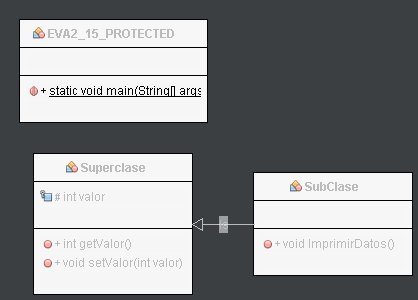 EVA2_15_PROTECTED
+ static void main(String[] args
Superclase
# int valor
+ int getValor()
+ void setValor(int valor)
SubClase
+ void ImprimirDatos()